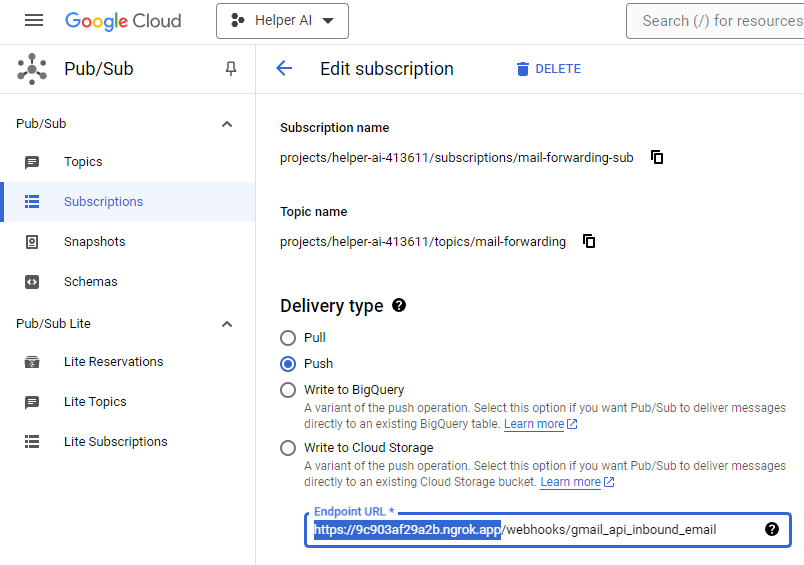 Google Cloud
Helper AI
Search (/) for resources
Pub/Sub
Edit subscription
DELETE
Pub/Sub
Topics
Subscriptions
Snapshots
Schemas
Pub/Sub Lite
Lite Reservations
Lite Topics
Lite Subscriptions
Subscription name
projects/helper-ai-413611/subscriptions/mail-forwarding-sub
Topic name
projects/helper-ai-413611/topics/mail-forwarding
Delivery type
Pull
Push
Write to BigQuery
A variant of the push operation. Select this option if you want Pub/Sub to deliver messages
directly to an existing BigQuery table. Learn more
Write to Cloud Storage
A variant of the push operation. Select this option if you want Pub/Sub to deliver messages
directly to an existing Cloud Storage bucket. Learn more
Endpoint URL *
https://9c903af29a2b.ngrok.app/webhooks/gmail_api_inbound_email